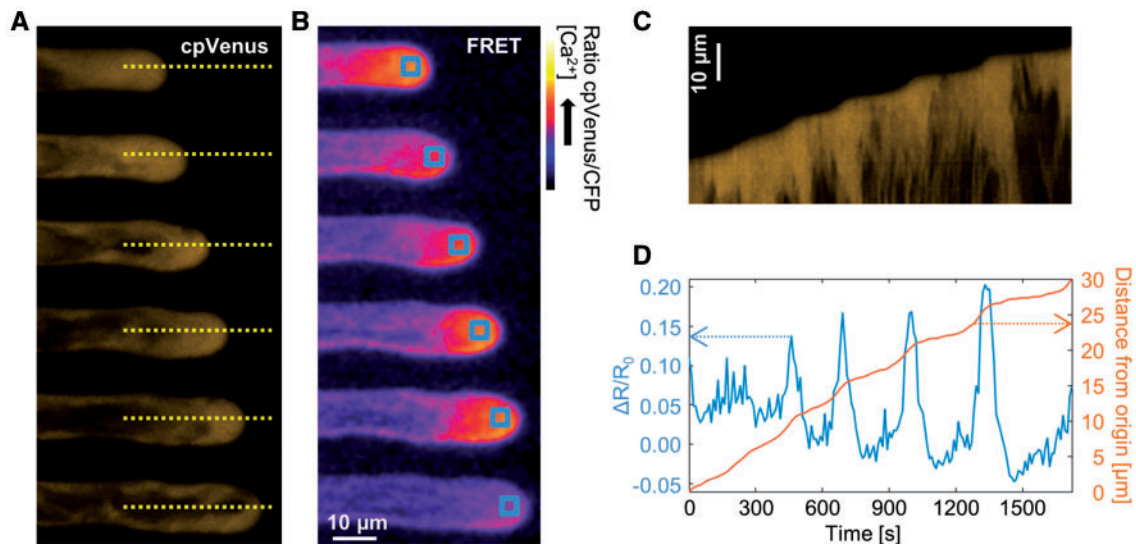 A
cpVenus
B
FRET
10 µm
Ratio cpVenus/CFP
[Ca²⁺]
C
10 µm
D
0.20
0.15
0.10
0.05
0.00
-0.05
ΔR/R₀
0
300
600
900
1200
1500
Time [s]
30
25
20
15
10
5
0
Distance from origin [µm]